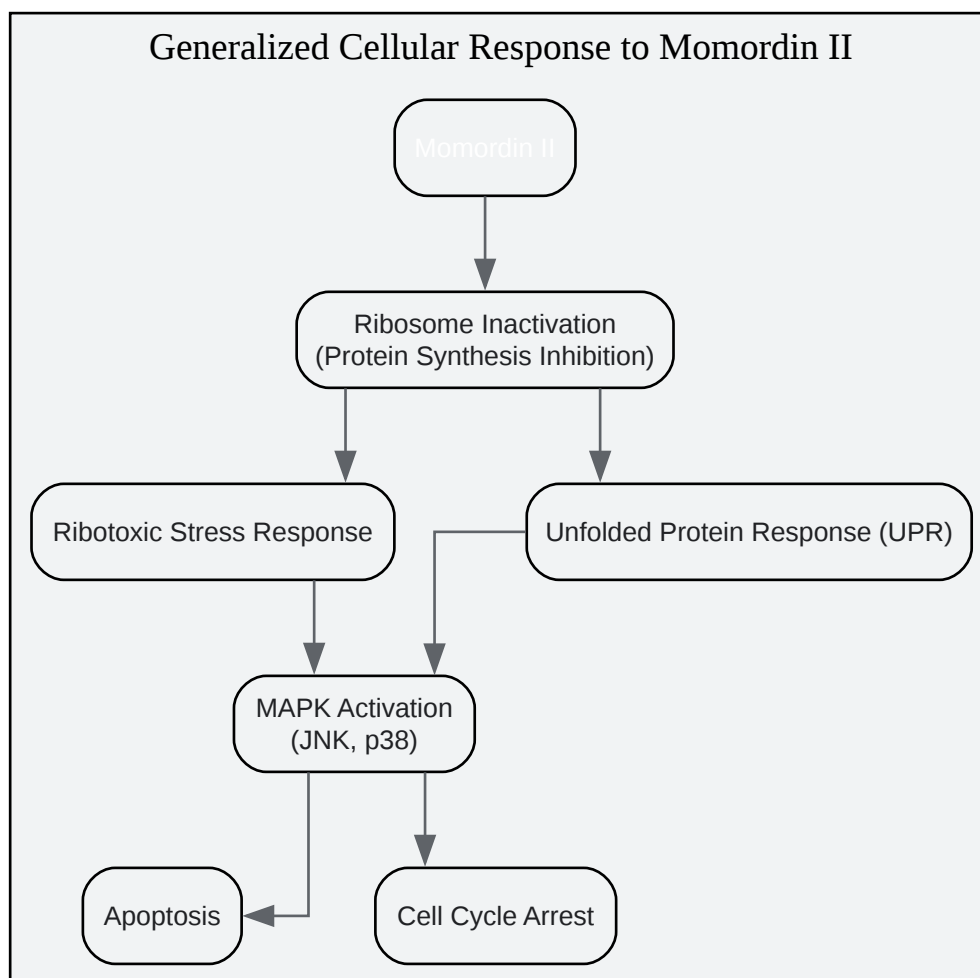 Generalized Cellular Response to Momordin II
Momordin II
Ribosome Inactivation
(Protein Synthesis Inhibition)
Ribotoxic Stress Response
Unfolded Protein Response (UPR)
MAPK Activation
(JNK, p38)
Apoptosis
Cell Cycle Arrest